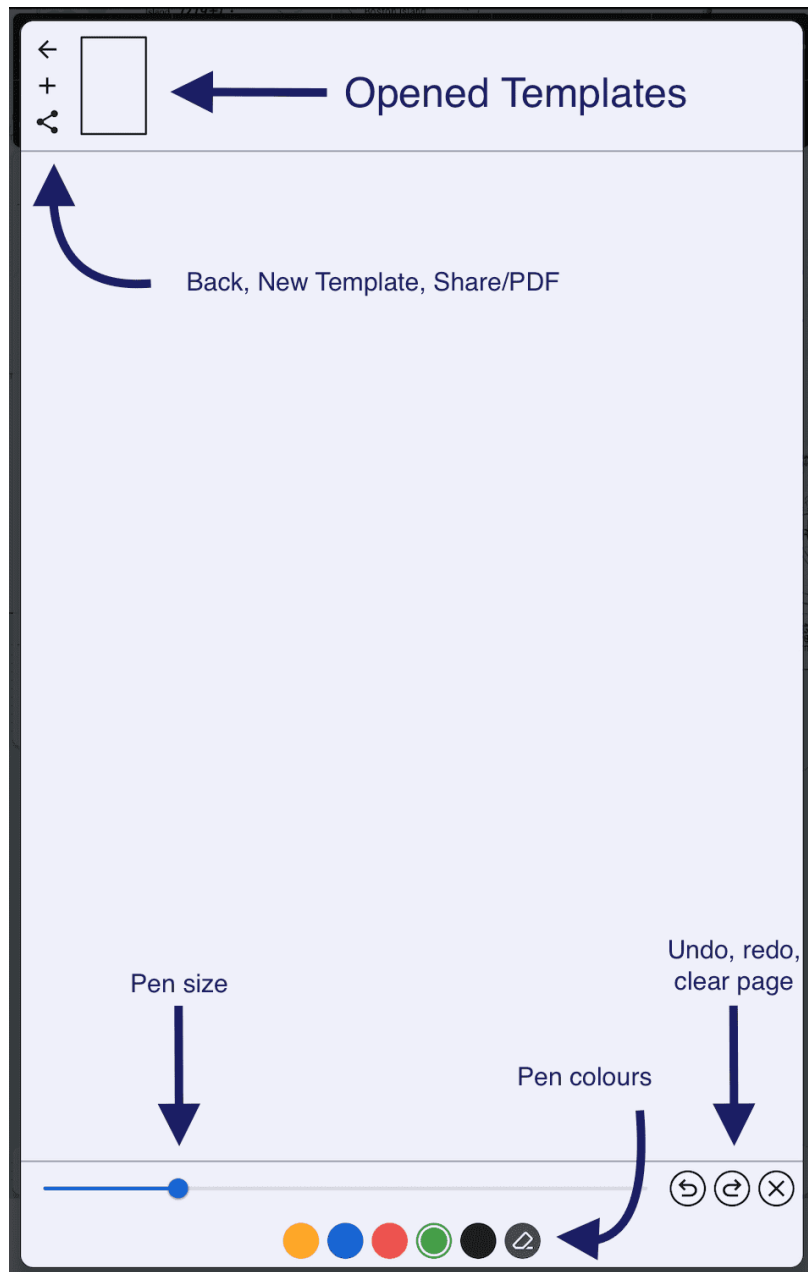 Opened Templates
Back, New Template, Share/PDF
Pen size
Undo, redo,
clear page
Pen colours